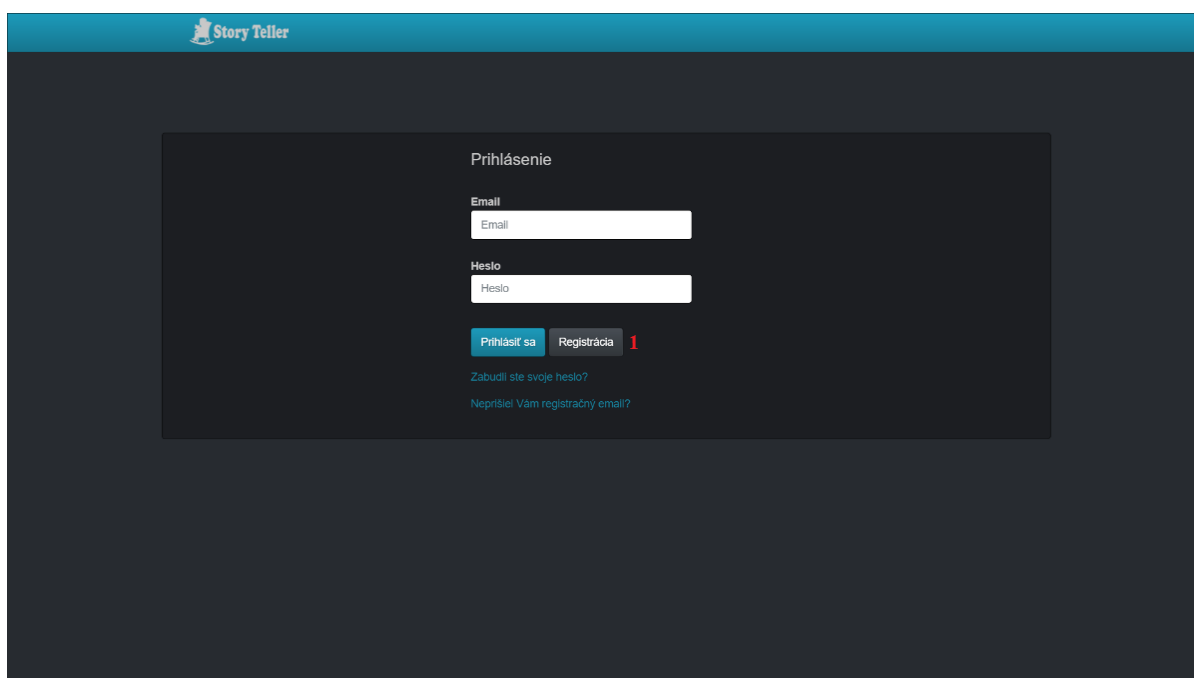 Story Teller
Prihlásenie
Email
Email
Heslo
Heslo
Prihlásiť sa Registrácia 1
Zabudli ste svoje heslo?
Neprišiel Vám registračný email?